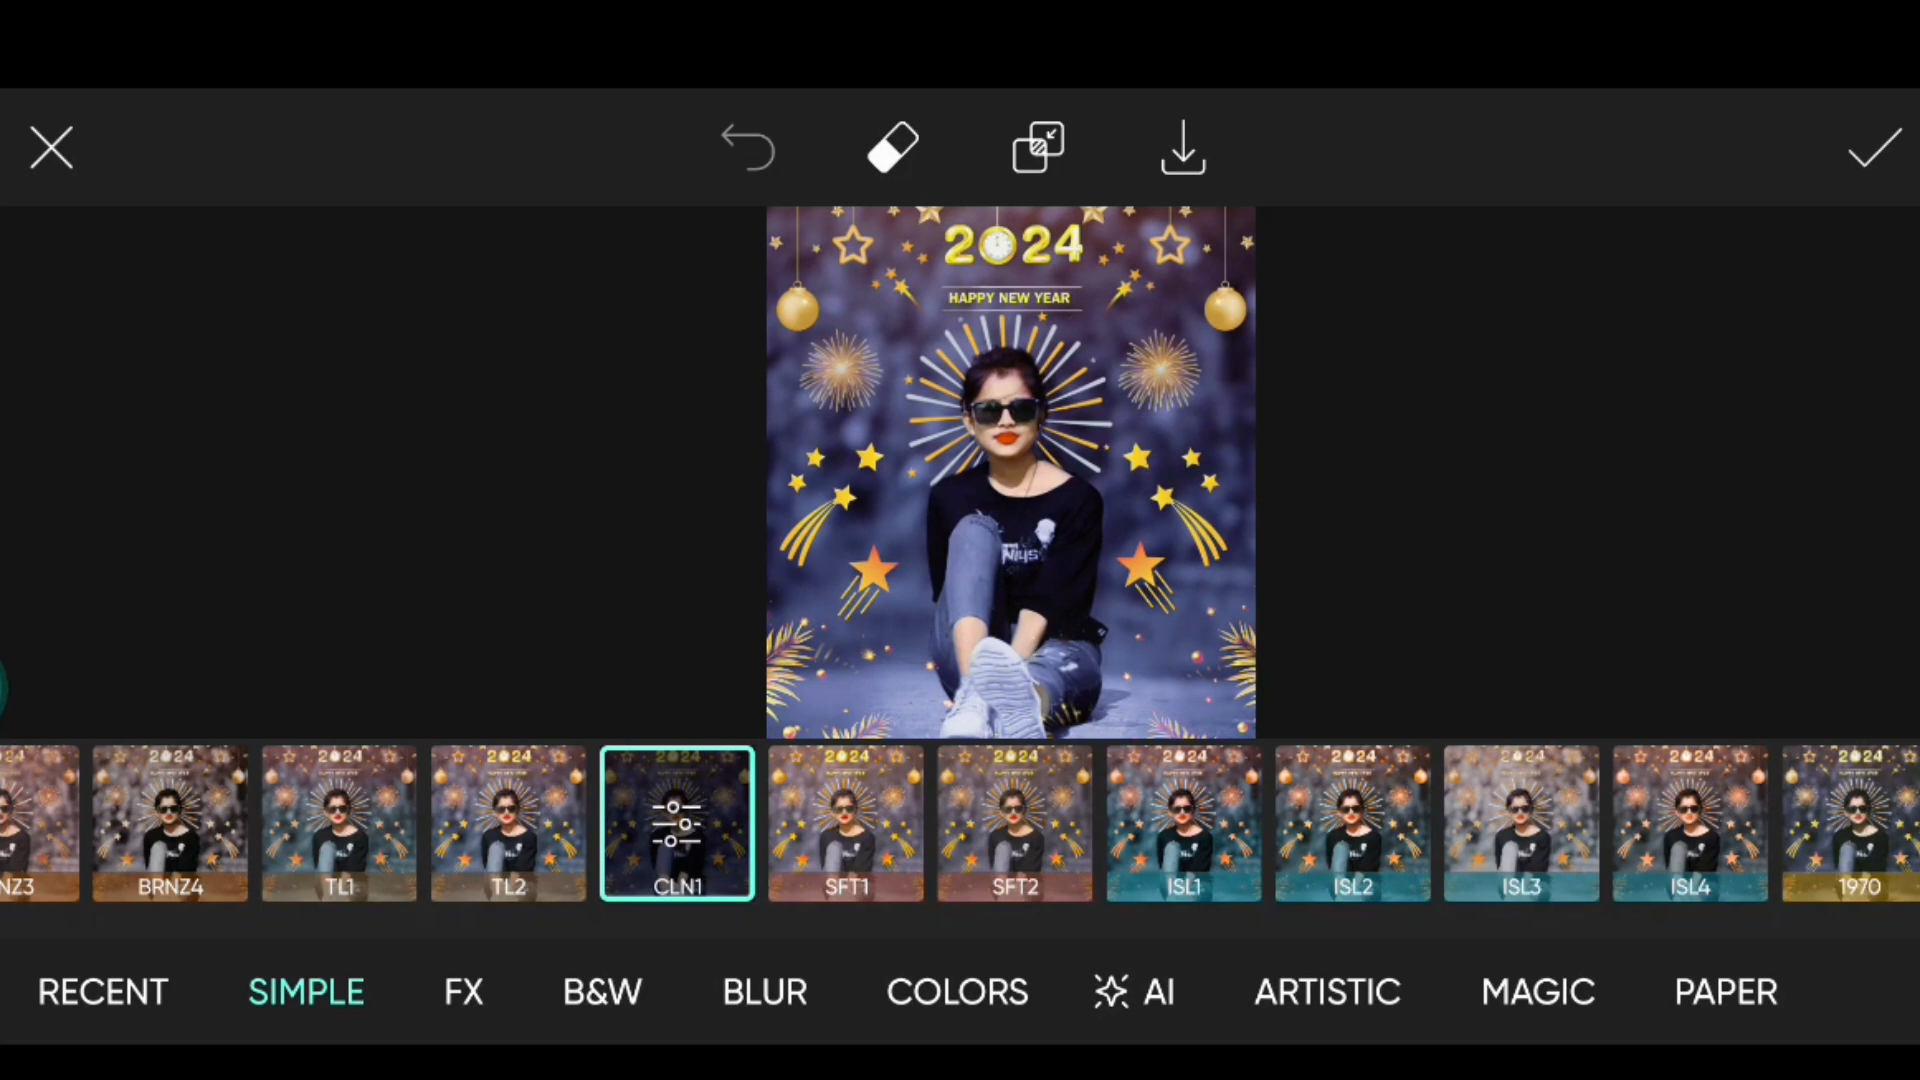 2024
HAPPY NEW YEAR
NZ3
BRNZ4
TL1
TL2
CLN1
SFT1
SFT2
ISL1
ISL2
ISL3
ISL4
1970
RECENT
SIMPLE
FX
B&W
BLUR
COLORS
AI
ARTISTIC
MAGIC
PAPER